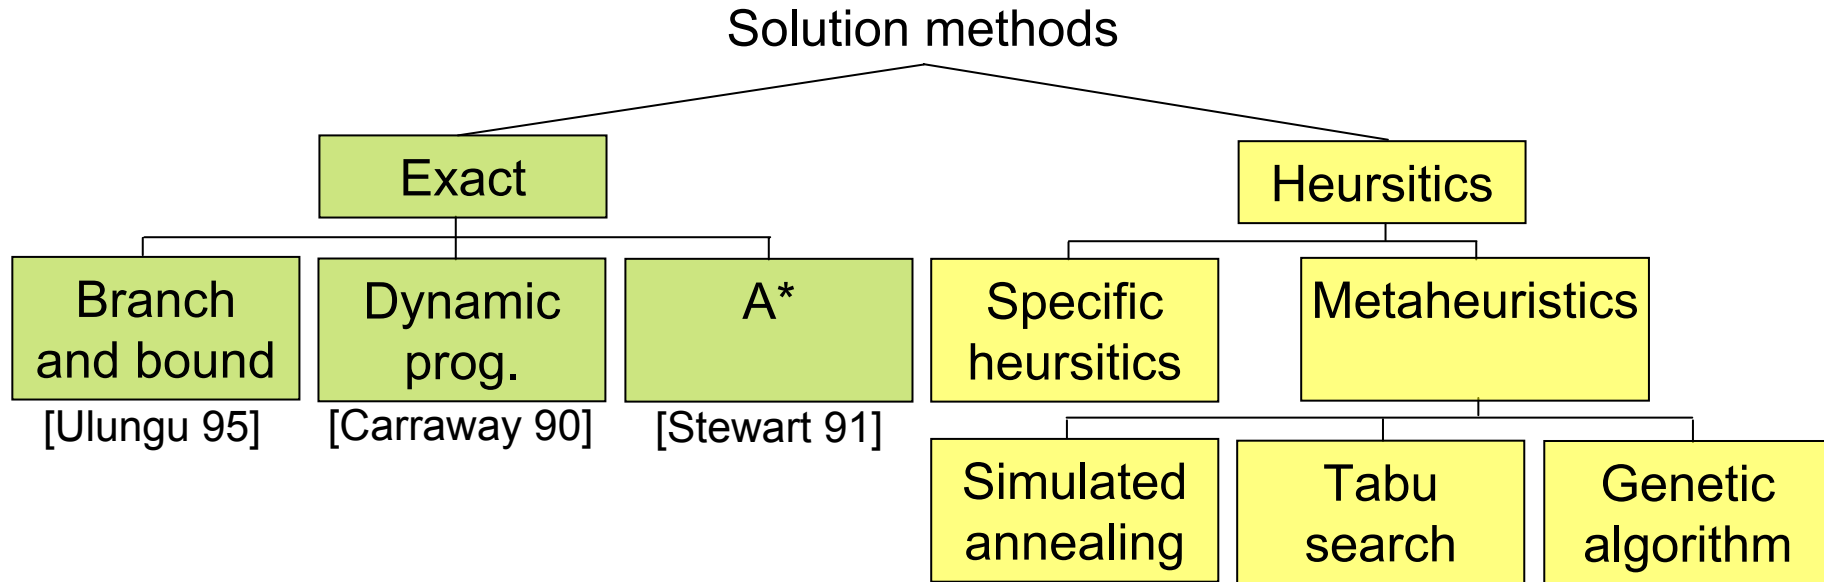 Solution methods
Exact
Heursitics
Branch
and bound
Dynamic
prog.
A*
Specific
heursitics
Metaheuristics
[Ulungu 95]
[Carraway 90]
[Stewart 91]
Simulated
annealing
Tabu
search
Genetic
algorithm